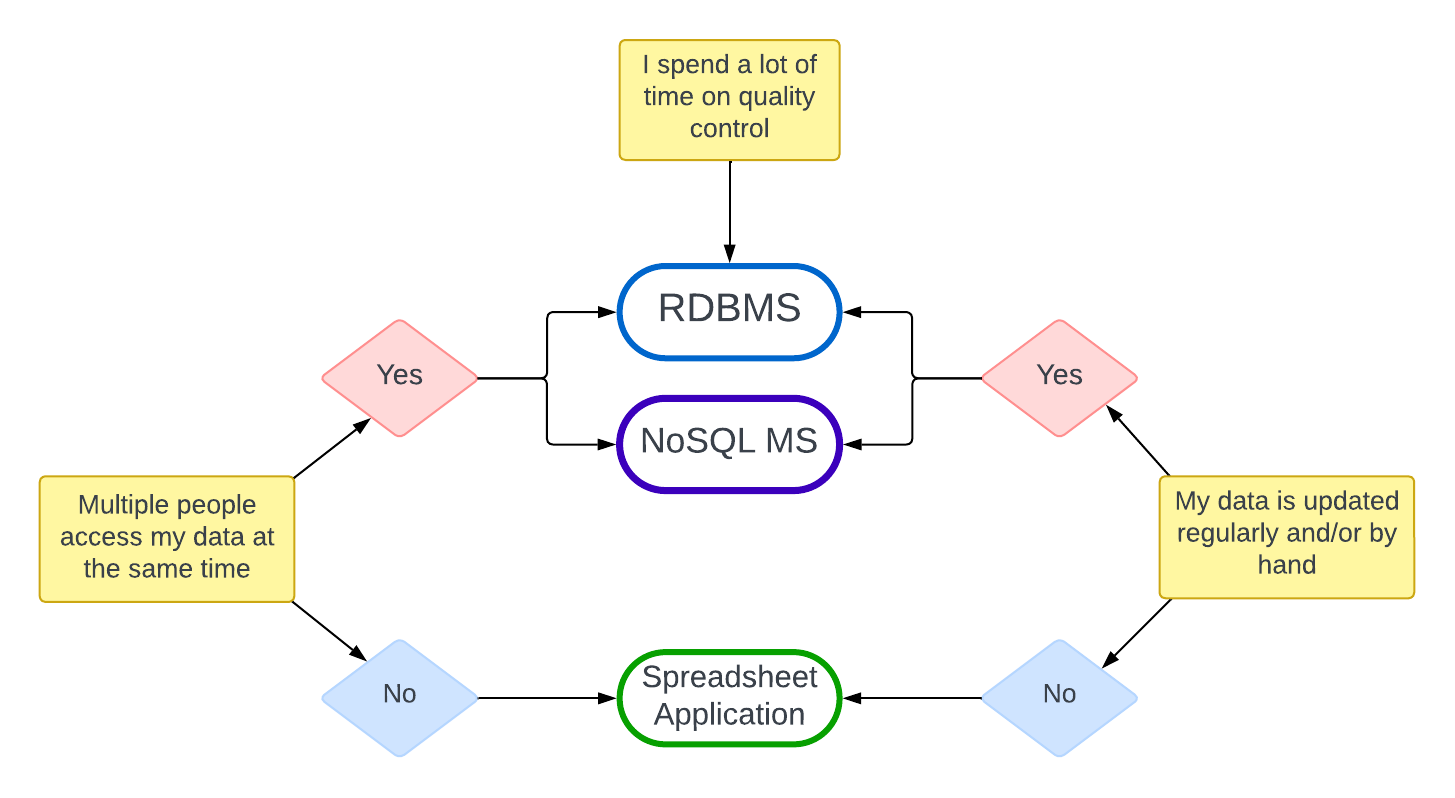 I spend a lot of
time on quality
control
RDBMS
Yes
Yes
NoSQL MS
Multiple people
access my data at
the same time
My data is updated
regularly and/or by
hand
Spreadsheet
Application
No
No